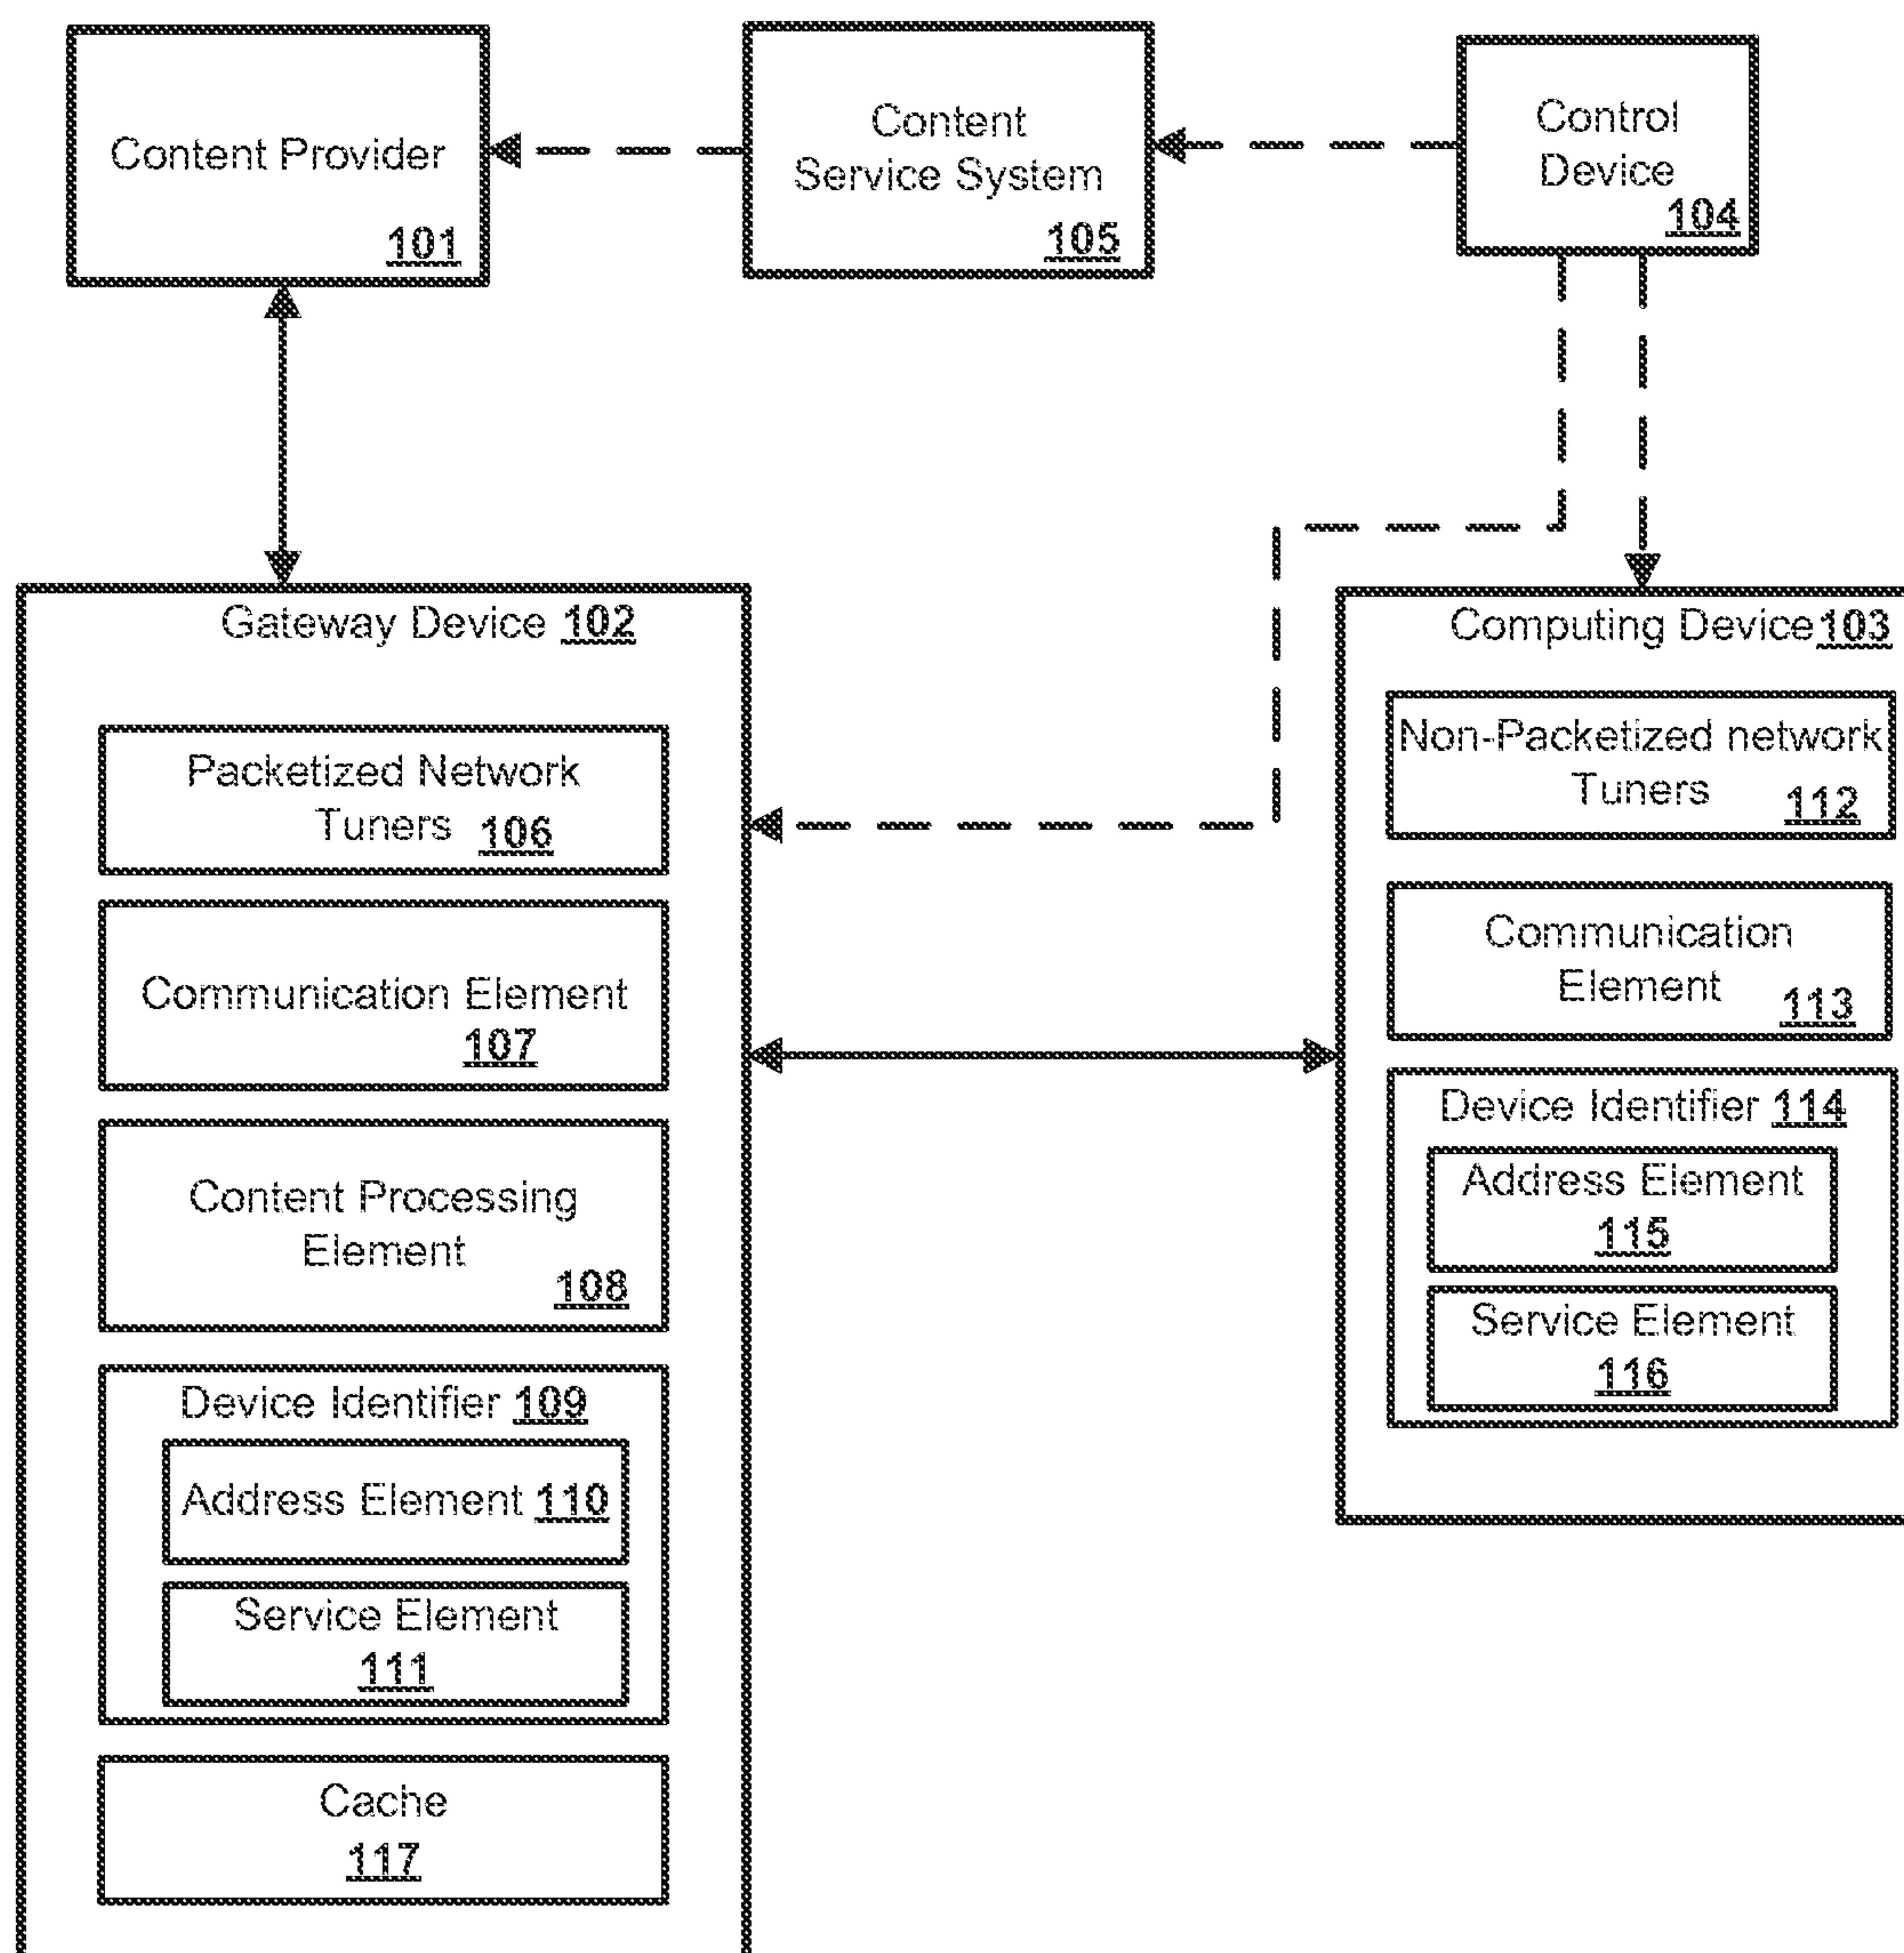 Content Provider
101
Content
Service System
105
Control
Device
104
Gateway Device 102
Packetized Network
Tuners 106
Communication Element
107
Content Processing
Element
108
Device Identifier 109
Address Element 110
Service Element
111
Cache
117
Computing Device 103
Non-Packetized network
Tuners 112
Communication
Element 113
Device Identifier 114
Address Element
115
Service Element
116